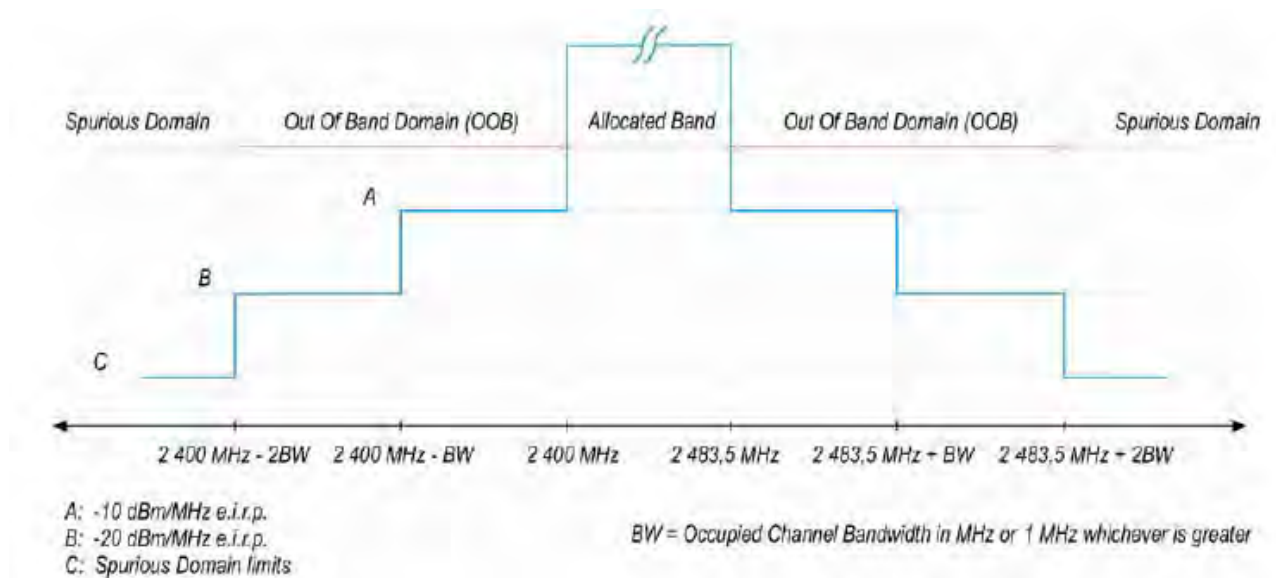 Spurious Domain Out Of Band Domain (OOB) Allocated Band Out Of Band Domain (OOB) Spurious Domain
A
B
C
2 400 MHz - 2BW 2 400 MHz - BW 2 400 MHz 2 483,5 MHz 2 483,5 MHz + BW 2 483,5 MHz + 2BW
A: -10 dBm/MHz e.i.r.p.
B: -20 dBm/MHz e.i.r.p.
C: Spurious Domain limits
BW = Occupied Channel Bandwidth in MHz or 1 MHz whichever is greater